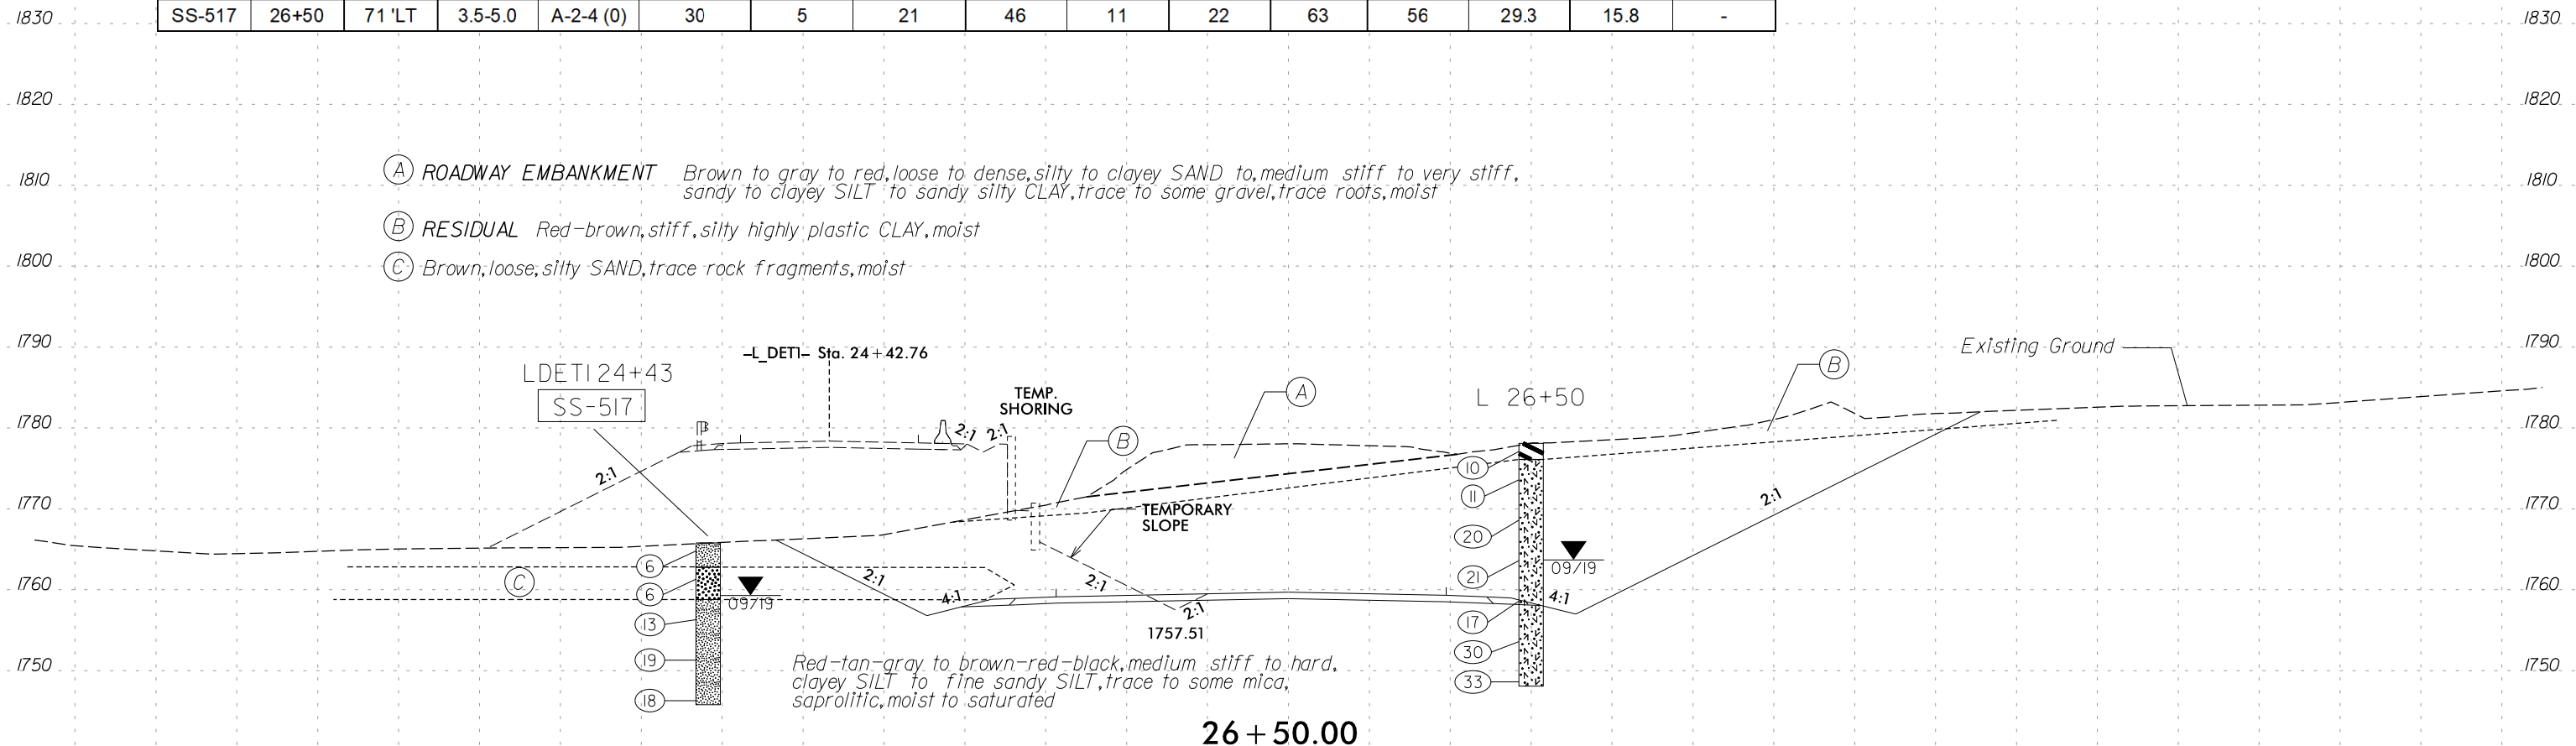 1830 SS-517 26+50 71 'LT 3.5-5.0 A-2-4 (0) 30 5 21 46 11 22 63 56 29.3 15.8 - 1830
1820 1820
A ROADWAY EMBANKMENT Brown to gray to red, loose to dense, silty to clayey SAND to, medium stiff to very stiff,
sandy to clayey SILT to sandy silty CLAY, trace to some gravel, trace roots, moist
1810 1810
B RESIDUAL Red-brown, stiff, silty highly plastic CLAY, moist
1800 1800
C Brown, loose, silty SAND, trace rock fragments, moist
1790 1790
Existing Ground
-L_DET1- Sta. 24+42.76
LDET1 24+43
SS-517
TEMP.
SHORING
A
B
L 26+50
B
1780 1780
2:1 2:1
2:1
10
11
2:1
1770 1770
TEMPORARY
SLOPE
20
6
C
2:1
2:1
21
09/19
1760 1760
6
09/19
4:1
2:1
4:1
13
1757.51
17
19
30
1750 1750
Red-tan-gray to brown-red-black, medium stiff to hard,
clayey SILT to fine sandy SILT, trace to some mica,
saprolitic, moist to saturated
18
33
26+50.00